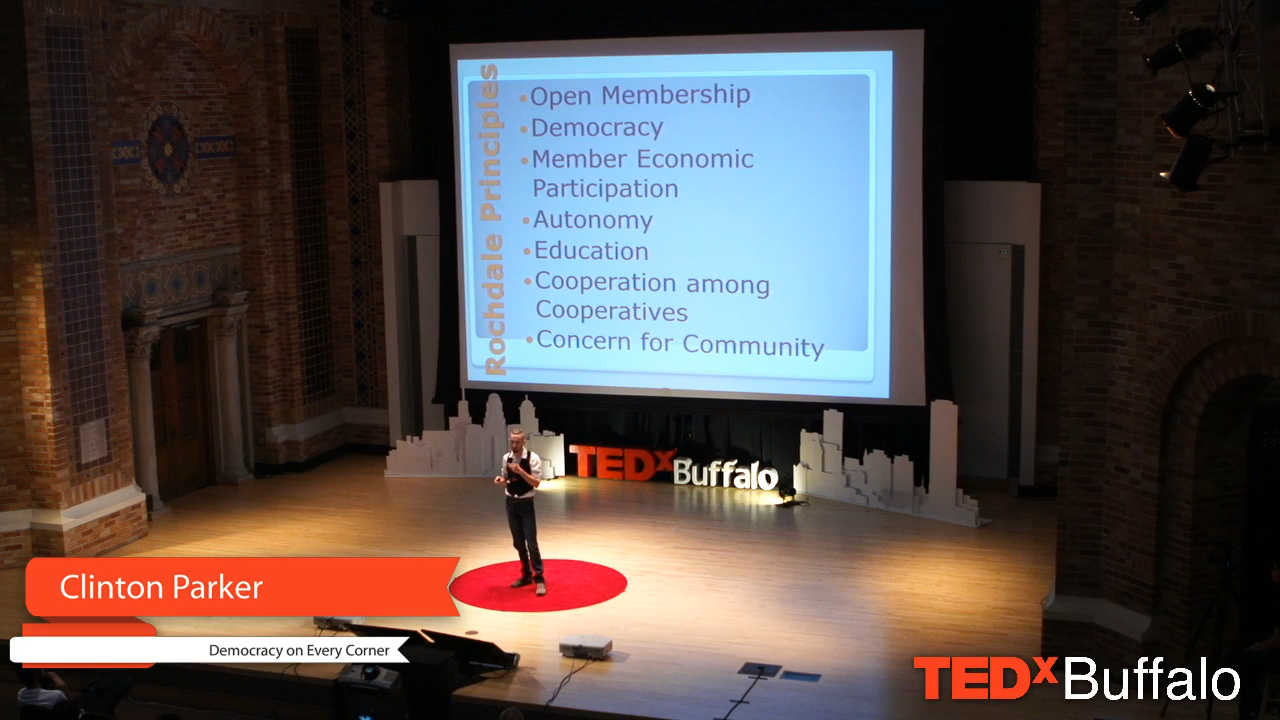 Rochdale Principles
•Open Membership
•Democracy
•Member Economic
Participation
•Autonomy
•Education
•Cooperation among
Cooperatives
•Concern for Community
TEDxBuffalo
Clinton Parker
Democracy on Every Corner
TEDxBuffalo